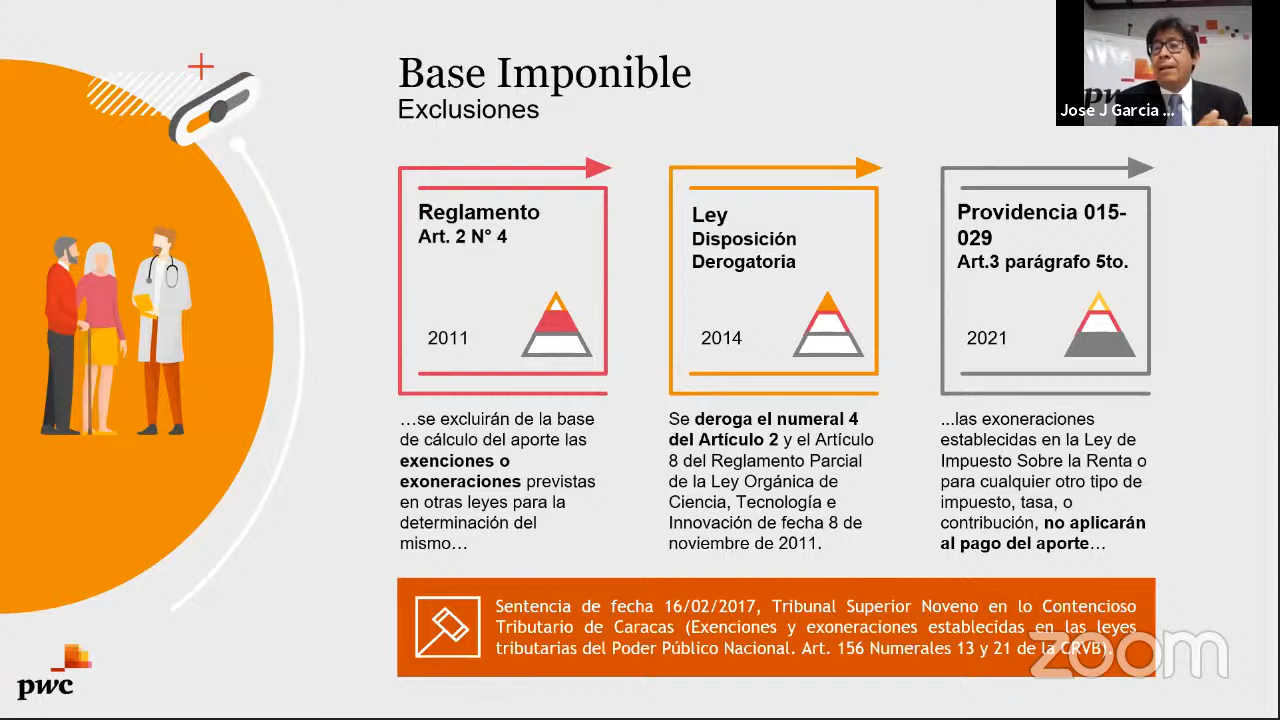 Base Imponible
Exclusiones
pwc
Jose J Garcia ...
Reglamento
Art. 2 N° 4
2011
Ley
Disposición
Derogatoria
2014
Providencia 015-
029
Art.3 parágrafo 5to.
2021
…se excluirán de la base
de cálculo del aporte las
exenciones o
exoneraciones previstas
en otras leyes para la
determinación del
mismo…
Se deroga el numeral 4
del Artículo 2 y el Artículo
8 del Reglamento Parcial
de la Ley Orgánica de
Ciencia, Tecnología e
Innovación de fecha 8 de
noviembre de 2011.
...las exoneraciones
establecidas en la Ley de
Impuesto Sobre la Renta o
para cualquier otro tipo de
impuesto, tasa, o
contribución, no aplicarán
al pago del aporte…
Sentencia de fecha 16/02/2017, Tribunal Superior Noveno en lo Contencioso
Tributario de Caracas (Exenciones y exoneraciones establecidas en las leyes
tributarias del Poder Público Nacional. Art. 156 Numerales 13 y 21 de la CRVB).
zoom
pwc